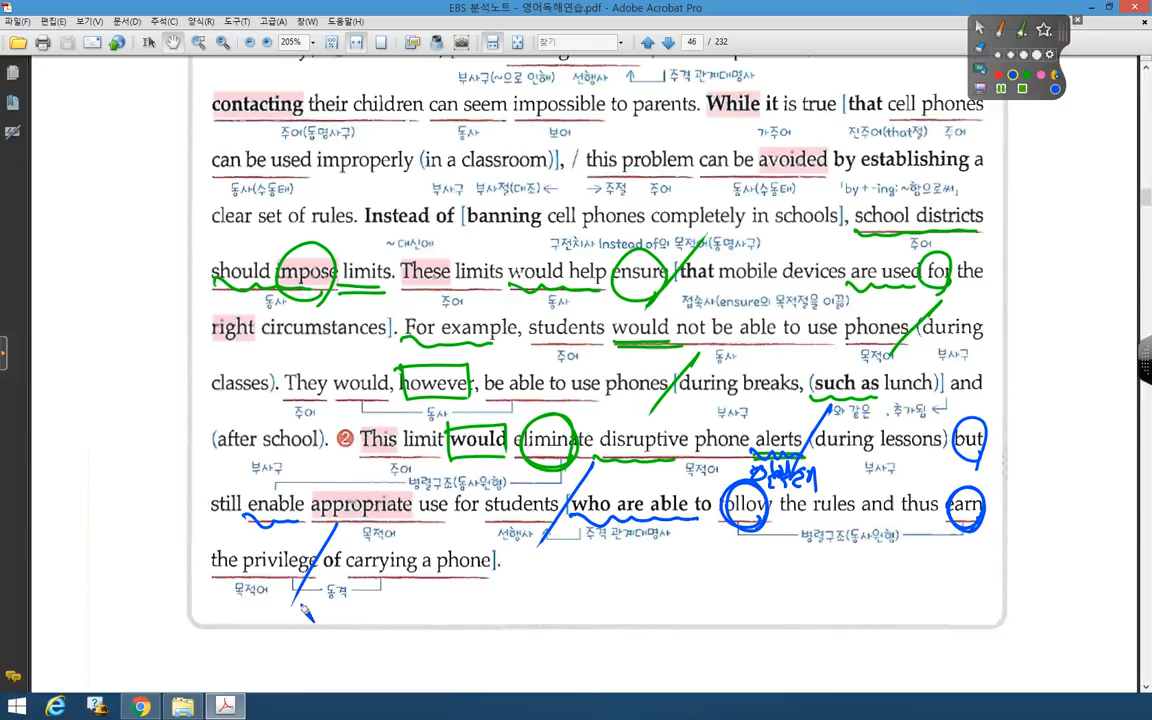 EBS 분석노트 - 영어독해연습.pdf - Adobe Acrobat Pro
파일(F) 편집(E) 보기(V) 문서(D) 주석(C) 양식(R) 도구(T) 고급(A) 창(W) 도움말(H)
205% 찾기 46 / 232
부사구(~으로 인해) 선행사 주격 관계대명사
contacting their children can seem impossible to parents. While it is true [that cell phones
주어(동명사구) 동사 보어 가주어 진주어(that절) 주어
can be used improperly (in a classroom)], / this problem can be avoided by establishing a
동사(수동태) 부사구 부사절(대조)← →주절 주어 동사(수동태) 「by + -ing: ~함으로써」
clear set of rules. Instead of [banning cell phones completely in schools], school districts
~ 대신에 구전치사 Instead of의 목적어(동명사구) 주어
should impose limits. These limits would help ensure [that mobile devices are used for the
동사 주어 동사 접속사(ensure의 목적절을 이끎)
right circumstances]. For example, students would not be able to use phones (during
주어 동사 목적어 부사구
classes). They would, however, be able to use phones [during breaks, (such as lunch)] and
주어 동사 부사구 ~와 같은 추가됨
(after school). ❷ This limit would eliminate disruptive phone alerts (during lessons) but
부사구 주어 병렬구조(동사원형) 목적어 부사구
still enable appropriate use for students [who are able to follow the rules and thus earn
목적어 선행사 주격 관계대명사 병렬구조(동사원형)
the privilege of carrying a phone].
목적어 동격